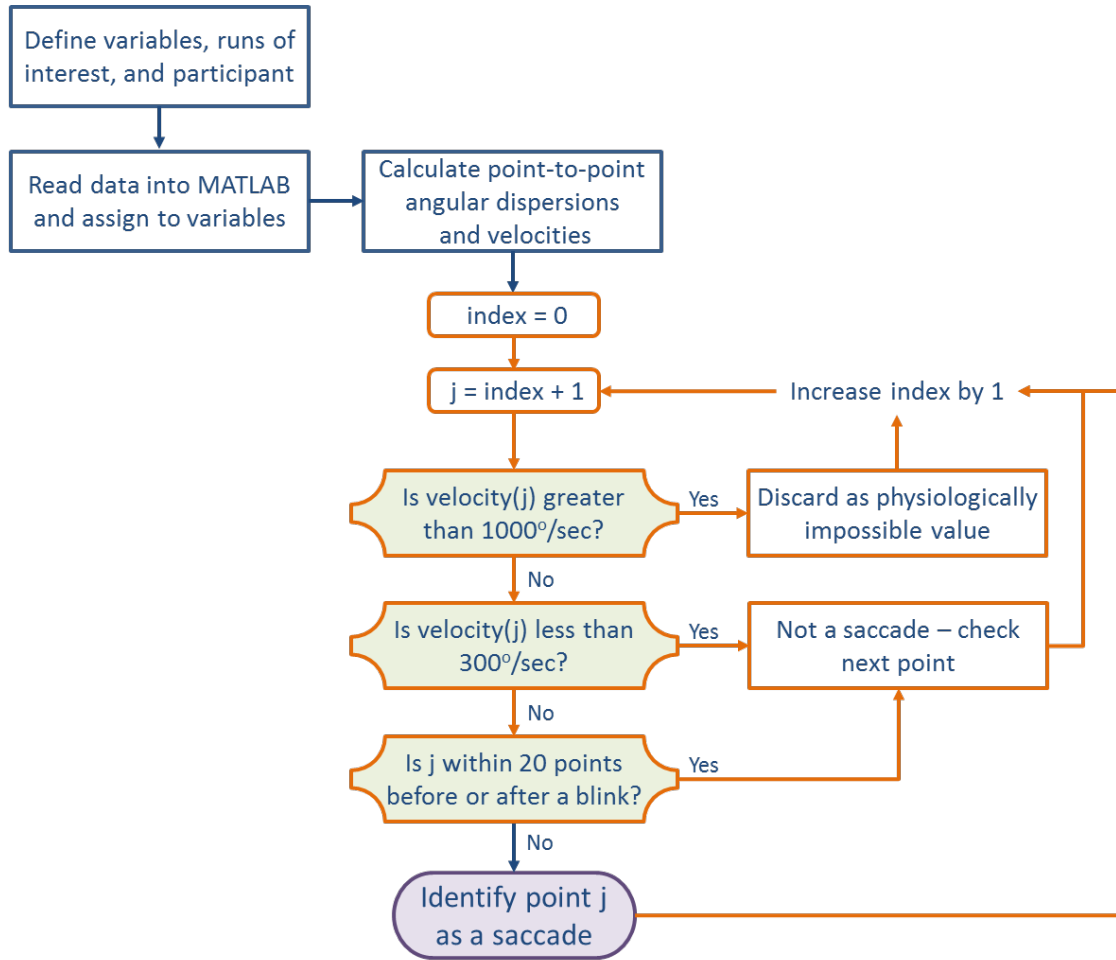 Define variables, runs of
interest, and participant
Read data into MATLAB
and assign to variables
Calculate point-to-point
angular dispersions
and velocities
index = 0
j = index + 1
Increase index by 1
Is velocity(j) greater
than 1000°/sec?
Yes
Discard as physiologically
impossible value
No
Is velocity(j) less than
300°/sec?
Yes
Not a saccade – check
next point
No
Is j within 20 points
before or after a blink?
Yes
No
Identify point j
as a saccade